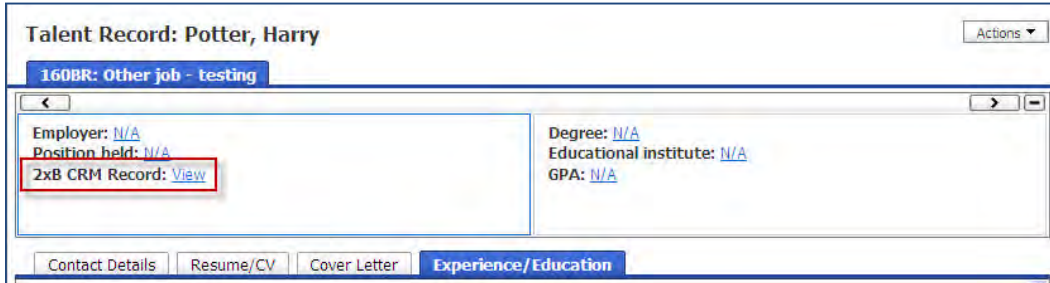 Talent Record: Potter, Harry
Actions
160BR: Other job - testing
Employer: N/A
Position held: N/A
2xB CRM Record: View
Degree: N/A
Educational institute: N/A
GPA: N/A
Contact Details
Resume/CV
Cover Letter
Experience/Education